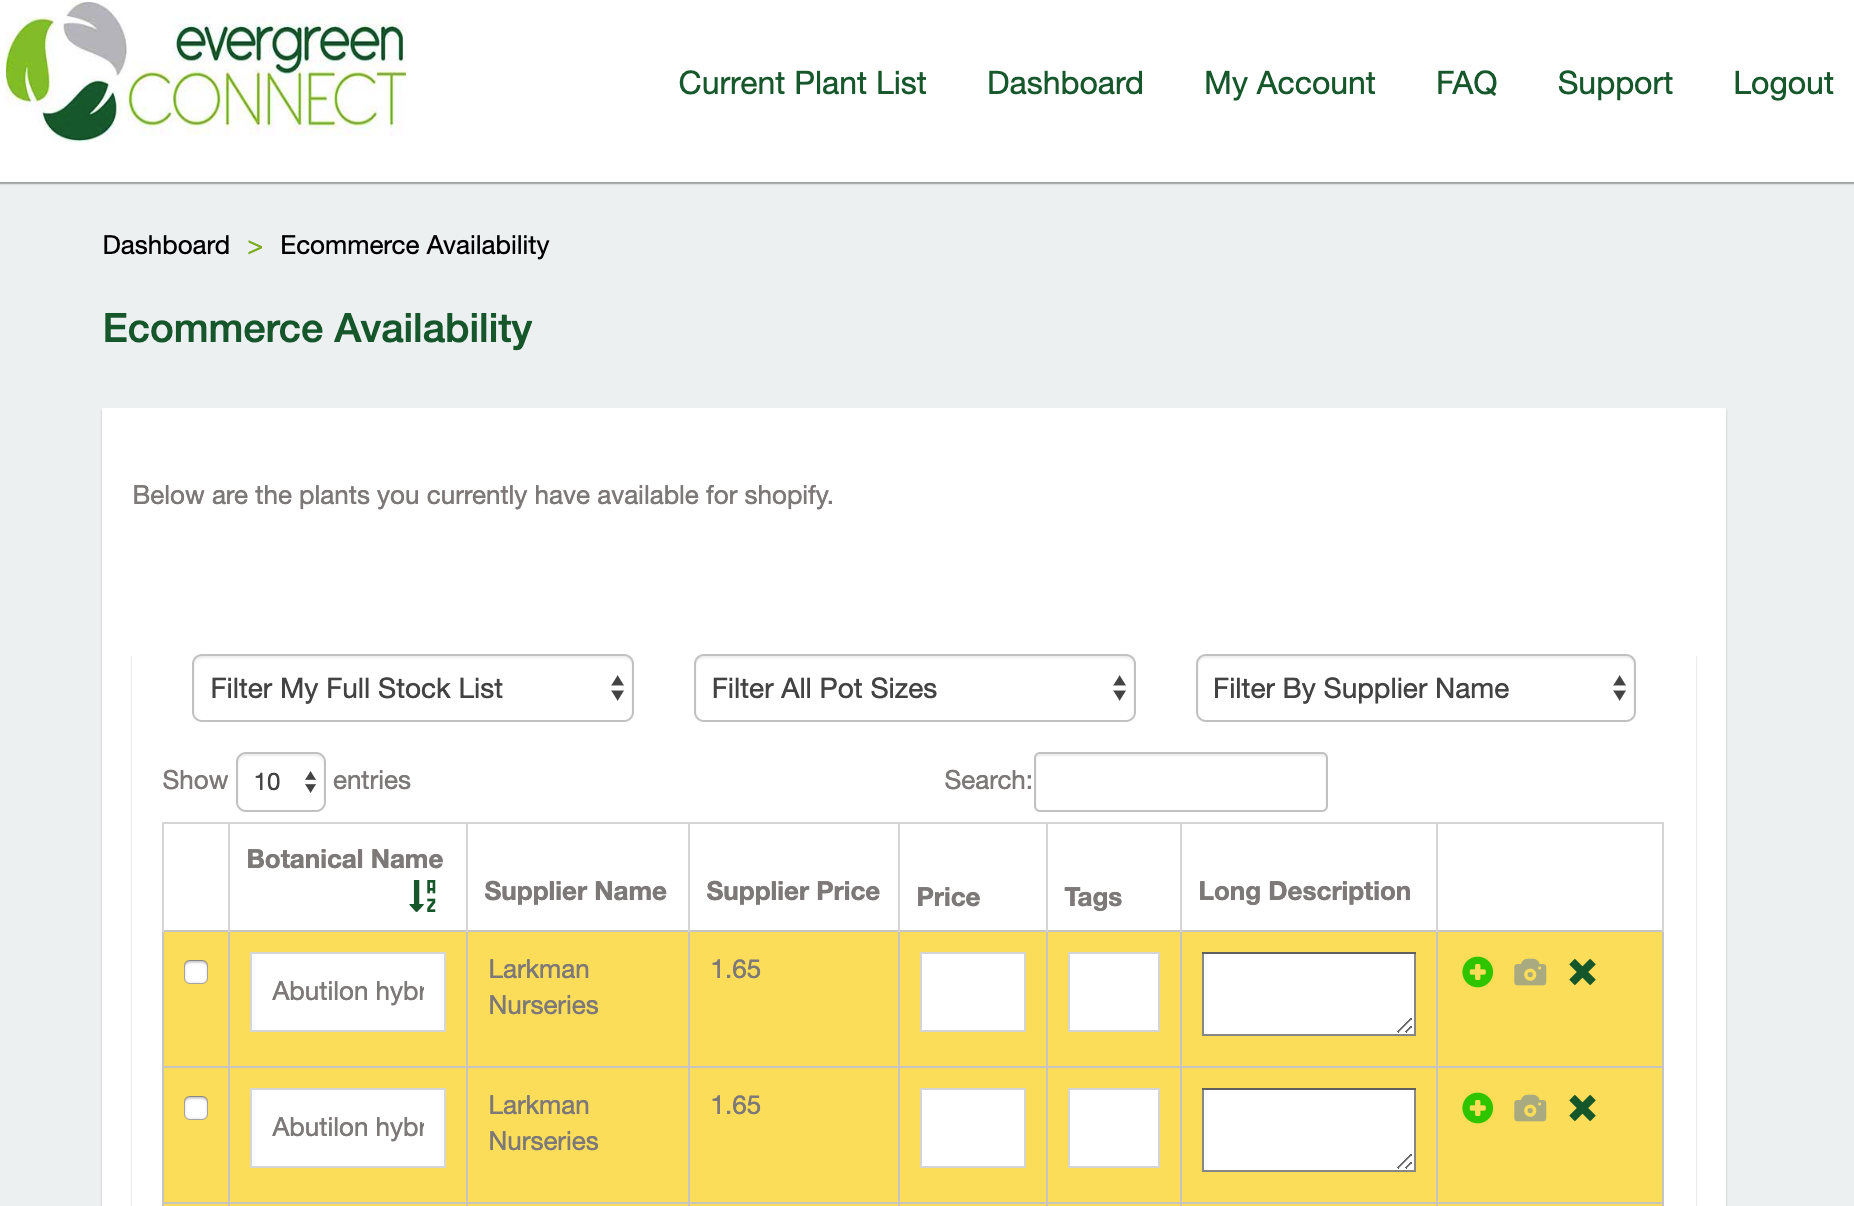 evergreen
CONNECT
Current Plant List Dashboard My Account FAQ Support Logout
Dashboard > Ecommerce Availability
Ecommerce Availability
Below are the plants you currently have available for shopify.
Filter My Full Stock List Filter All Pot Sizes Filter By Supplier Name
Show 10 entries Search:
Botanical Name Supplier Name Supplier Price Price Tags Long Description
Abutilon hybr Larkman Nurseries 1.65
Abutilon hybr Larkman Nurseries 1.65